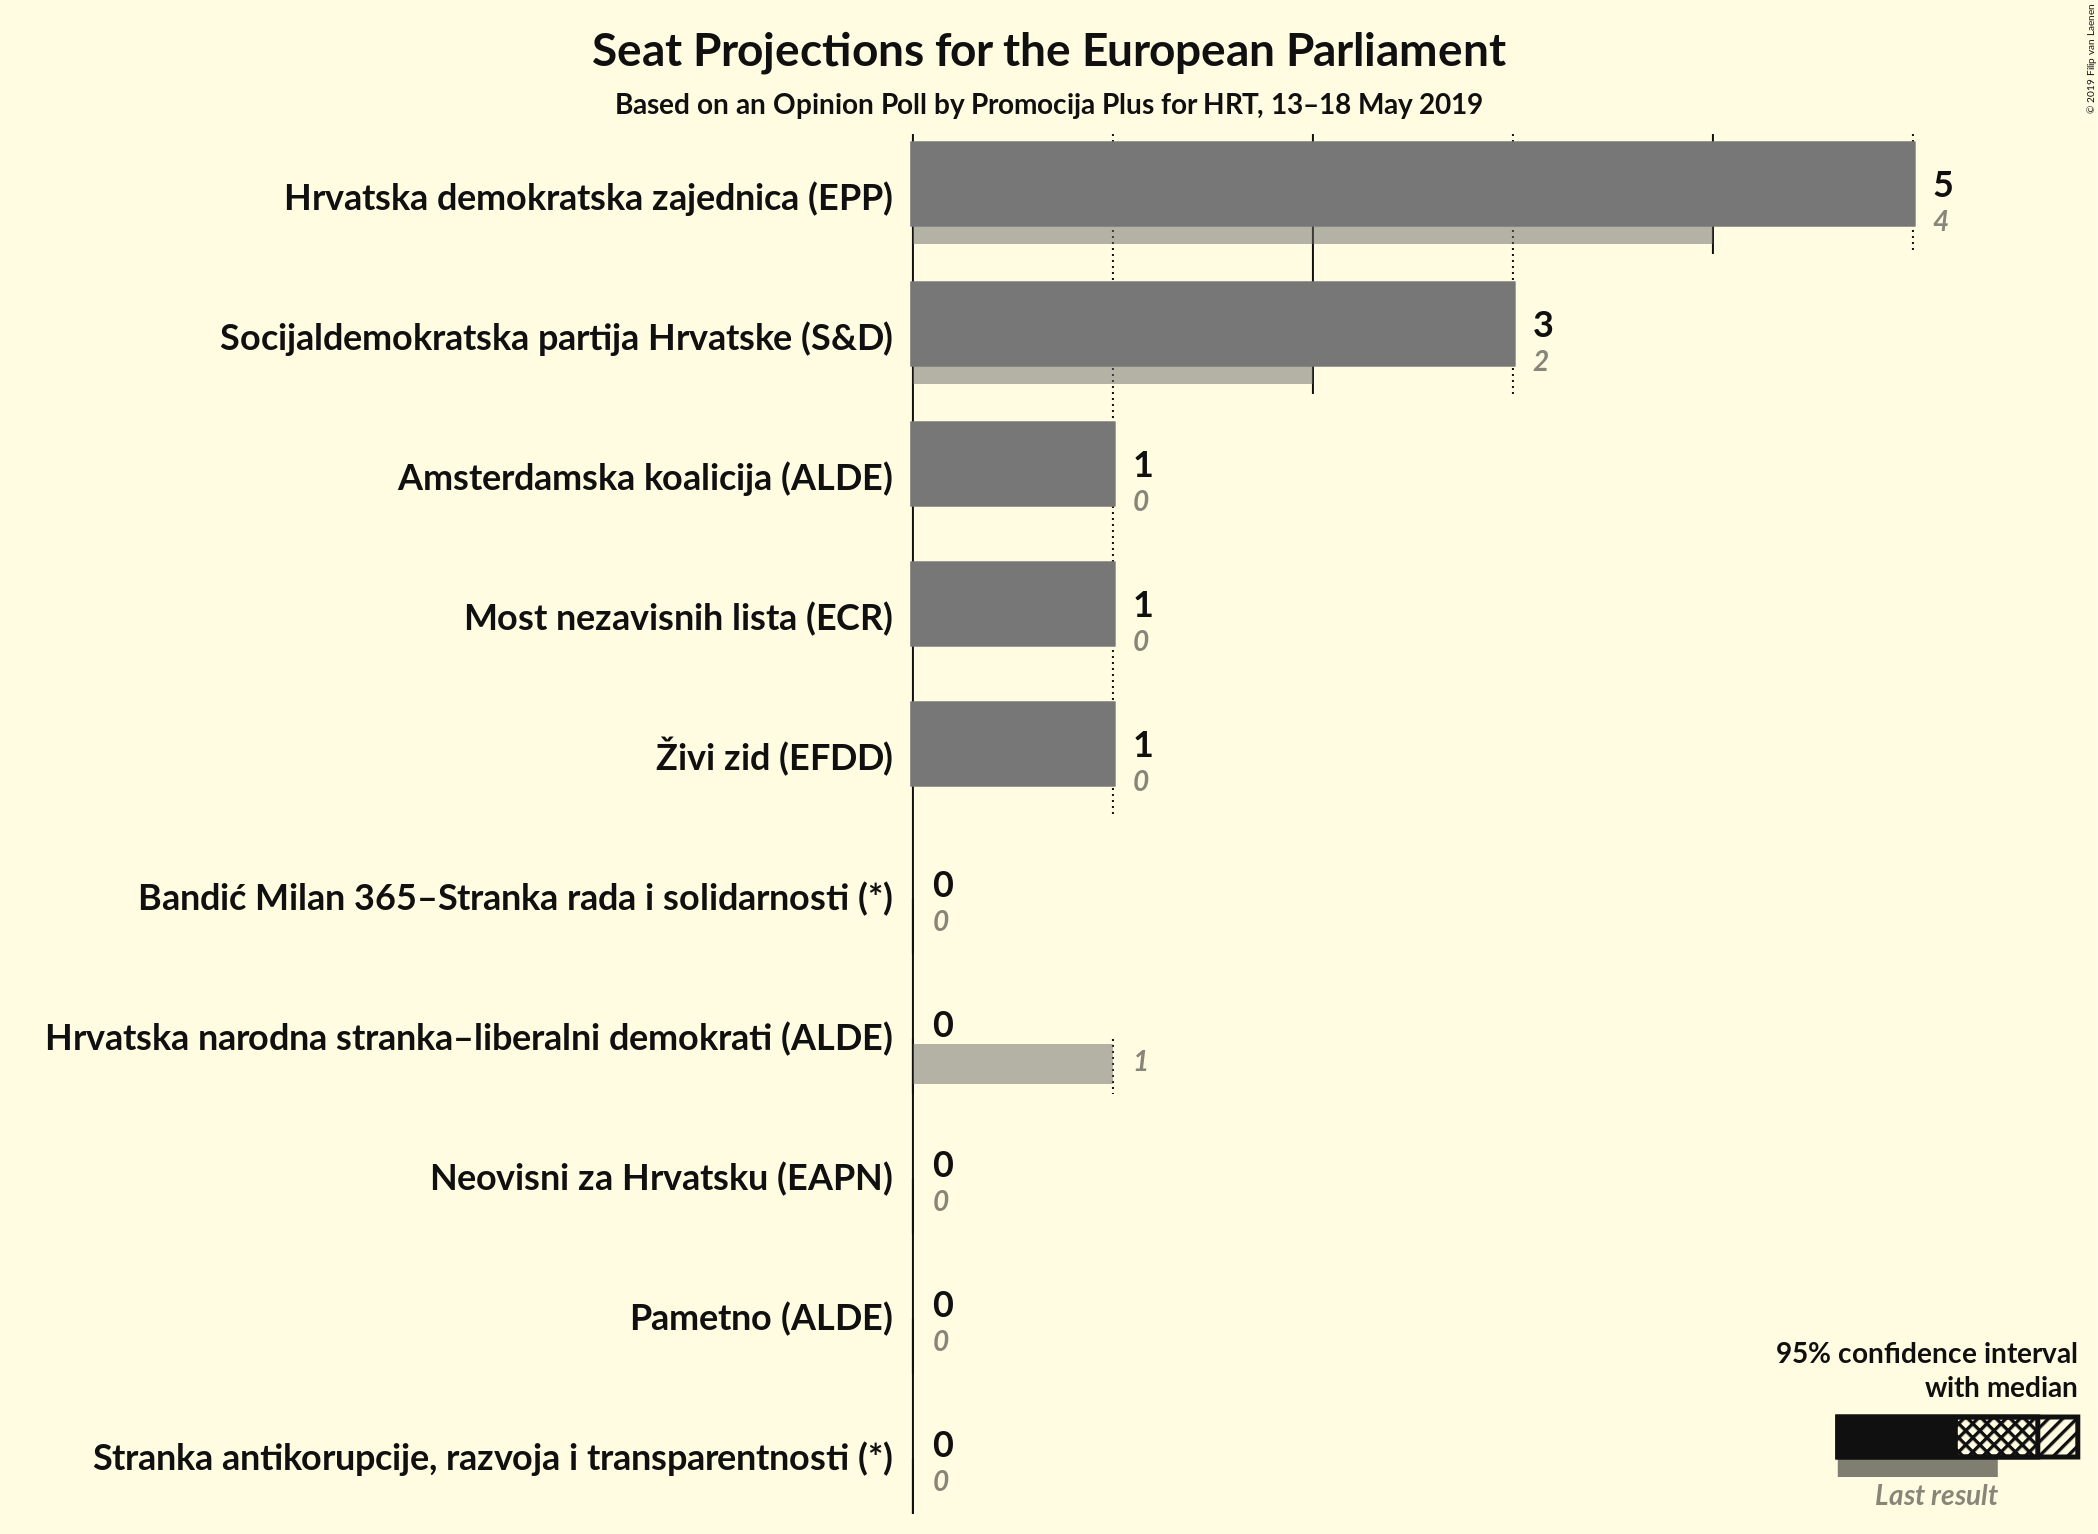 Seat Projections for the European Parliament
Based on an Opinion Poll by Promocija Plus for HRT, 13–18 May 2019
© 2019 Filip van Laenen
Hrvatska demokratska zajednica (EPP)
5
4
Socijaldemokratska partija Hrvatske (S&D)
3
2
Amsterdamska koalicija (ALDE)
1
0
Most nezavisnih lista (ECR)
1
0
Živi zid (EFDD)
1
0
Bandić Milan 365–Stranka rada i solidarnosti (*)
0
0
Hrvatska narodna stranka–liberalni demokrati (ALDE)
0
1
Neovisni za Hrvatsku (EAPN)
0
0
Pametno (ALDE)
0
0
Stranka antikorupcije, razvoja i transparentnosti (*)
0
0
95% confidence interval
with median
Last result